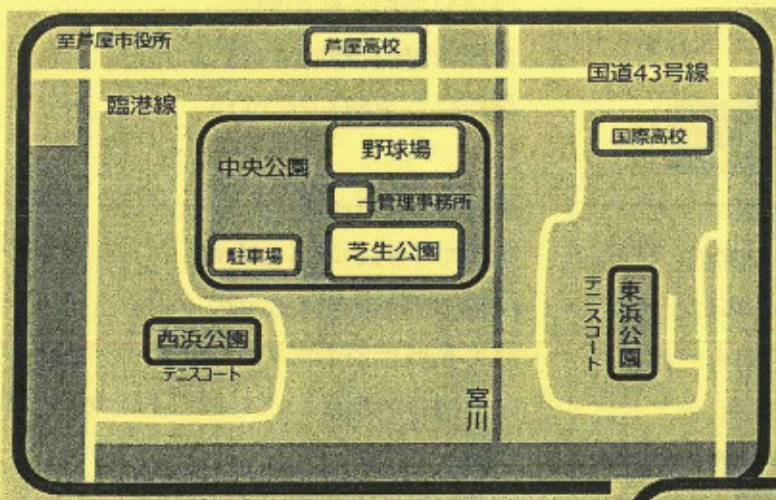 至芦屋市役所
芦屋高校
国道43号線
臨港線
国際高校
野球場
中央公園
管理事務所
駐車場
芝生公園
東浜公園
テニスコート
西浜公園
テニスコート
宮川